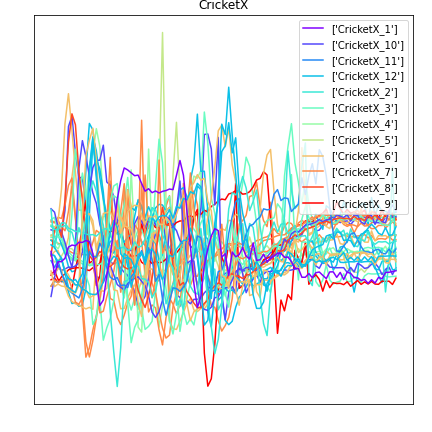 CricketX
['CricketX_1']
['CricketX_10']
['CricketX_11']
['CricketX_12']
['CricketX_2']
['CricketX_3']
['CricketX_4']
['CricketX_5']
['CricketX_6']
['CricketX_7']
['CricketX_8']
['CricketX_9']